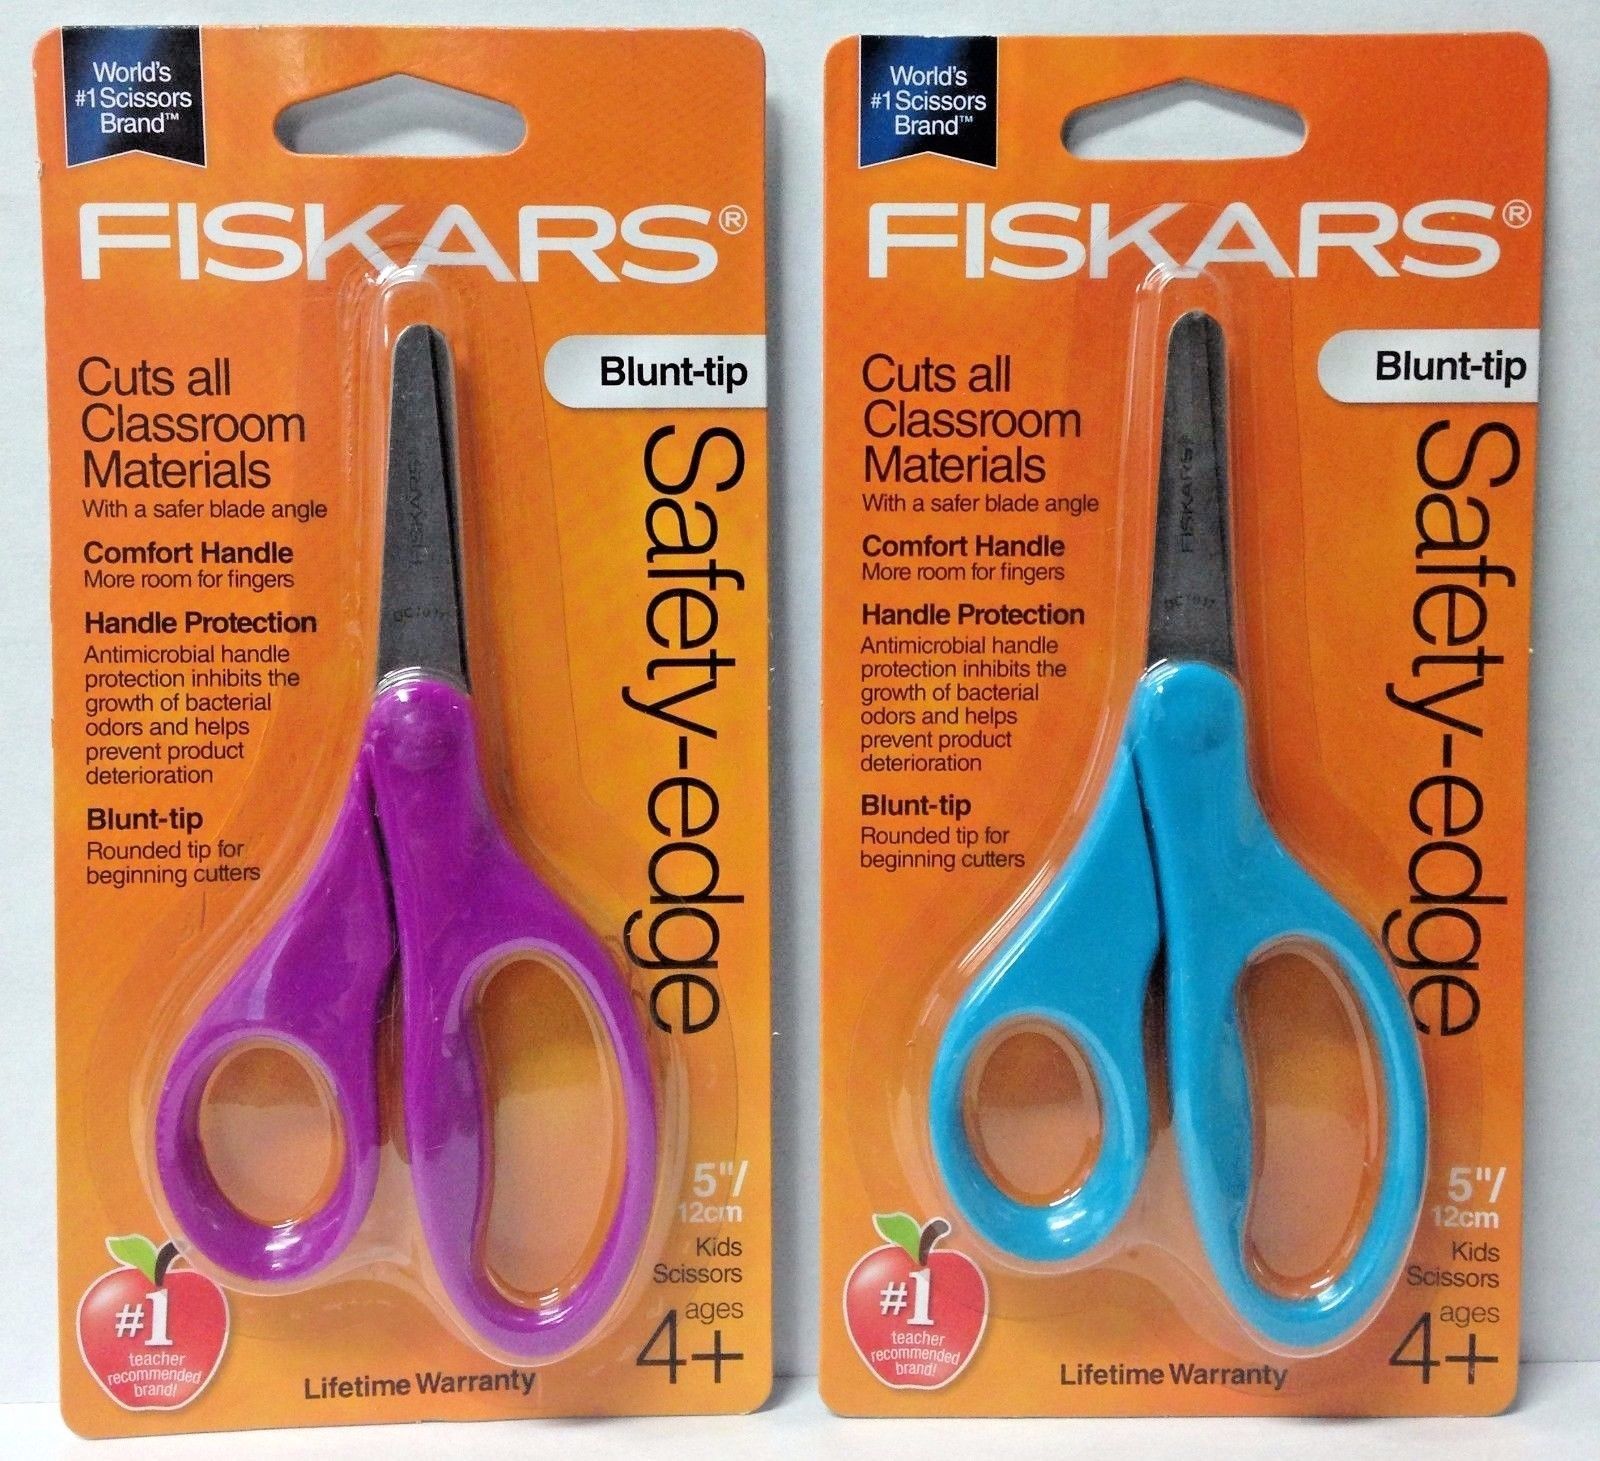 World's
#1 Scissors
Brand™
FISKARS®
Blunt-tip
Cuts all
Classroom
Materials
With a safer blade angle
Comfort Handle
More room for fingers
Handle Protection
Antimicrobial handle
protection inhibits the
growth of bacterial
odors and helps
prevent product
deterioration
Blunt-tip
Rounded tip for
beginning cutters
FISKARS®
Safety-edge
5"/
12cm
Kids
Scissors
ages
4+
#1
teacher
recommended
brand!
Lifetime Warranty
World's
#1 Scissors
Brand™
FISKARS®
Blunt-tip
Cuts all
Classroom
Materials
With a safer blade angle
Comfort Handle
More room for fingers
Handle Protection
Antimicrobial handle
protection inhibits the
growth of bacterial
odors and helps
prevent product
deterioration
Blunt-tip
Rounded tip for
beginning cutters
FISKARS®
Safety-edge
5"/
12cm
Kids
Scissors
ages
4+
#1
teacher
recommended
brand!
Lifetime Warranty